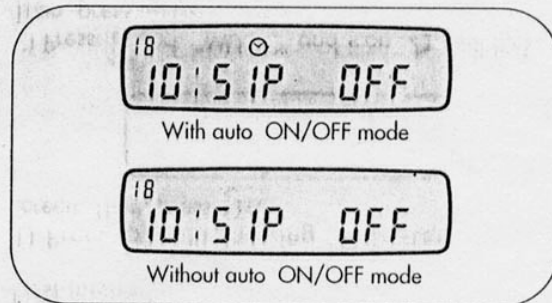 18
10:51P OFF
With auto ON/OFF mode
18
10:51P OFF
Without auto ON/OFF mode